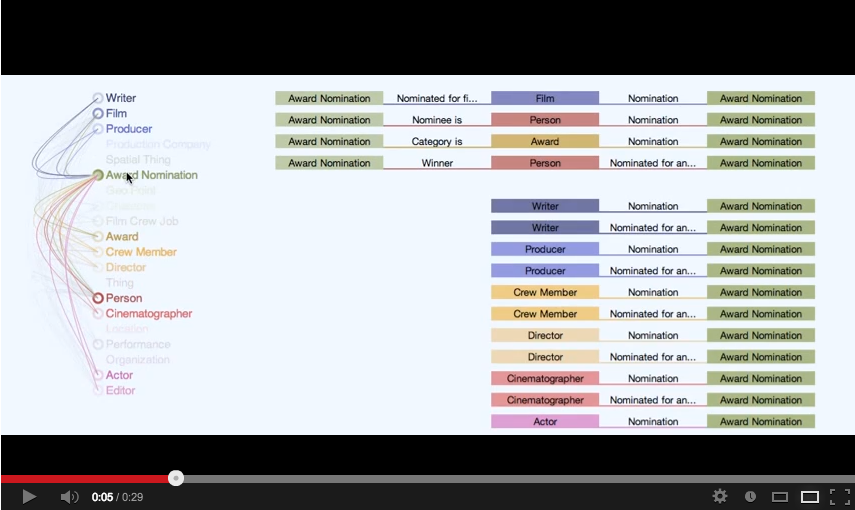 Writer
Film
Producer
Production Company
Spatial Thing
Award Nomination
Geo Point
Character
Film Crew Job
Award
Crew Member
Director
Thing
Person
Cinematographer
Location
Performance
Organization
Actor
Editor
Award Nomination Nominated for fi... Film Nomination Award Nomination
Award Nomination Nominee is Person Nomination Award Nomination
Award Nomination Category is Award Nomination Award Nomination
Award Nomination Winner Person Nominated for an... Award Nomination
Writer Nomination Award Nomination
Writer Nominated for an... Award Nomination
Producer Nomination Award Nomination
Producer Nominated for an... Award Nomination
Crew Member Nomination Award Nomination
Crew Member Nominated for an... Award Nomination
Director Nomination Award Nomination
Director Nominated for an... Award Nomination
Cinematographer Nomination Award Nomination
Cinematographer Nominated for an... Award Nomination
Actor Nomination Award Nomination
0:05 / 0:29